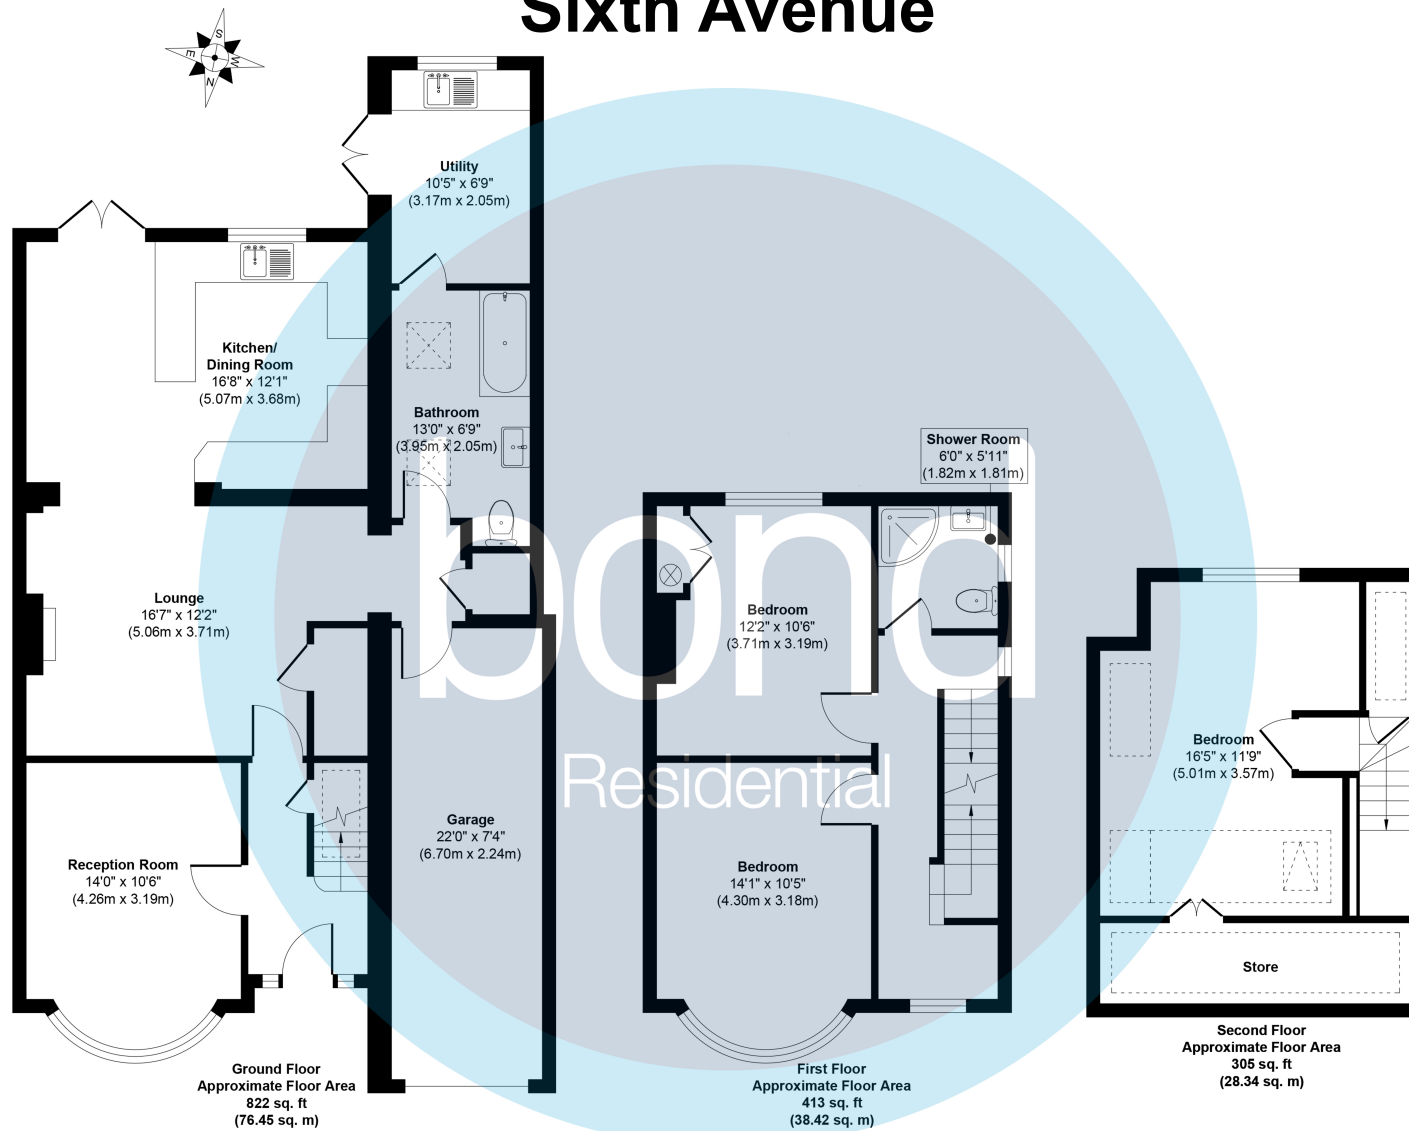 Sixth Avenue
S
E
W
N
Utility
10'5" x 6'9"
(3.17m x 2.05m)
Kitchen/
Dining Room
16'8" x 12'1"
(5.07m x 3.68m)
Bathroom
13'0" x 6'9"
(3.95m x 2.05m)
Shower Room
6'0" x 5'11"
(1.82m x 1.81m)
Lounge
16'7" x 12'2"
(5.06m x 3.71m)
Bedroom
12'2" x 10'6"
(3.71m x 3.19m)
bond
Residential
Bedroom
16'5" x 11'9"
(5.01m x 3.57m)
Garage
22'0" x 7'4"
(6.70m x 2.24m)
Reception Room
14'0" x 10'6"
(4.26m x 3.19m)
Bedroom
14'1" x 10'5"
(4.30m x 3.18m)
Store
Ground Floor
Approximate Floor Area
822 sq. ft
(76.45 sq. m)
First Floor
Approximate Floor Area
413 sq. ft
(38.42 sq. m)
Second Floor
Approximate Floor Area
305 sq. ft
(28.34 sq. m)